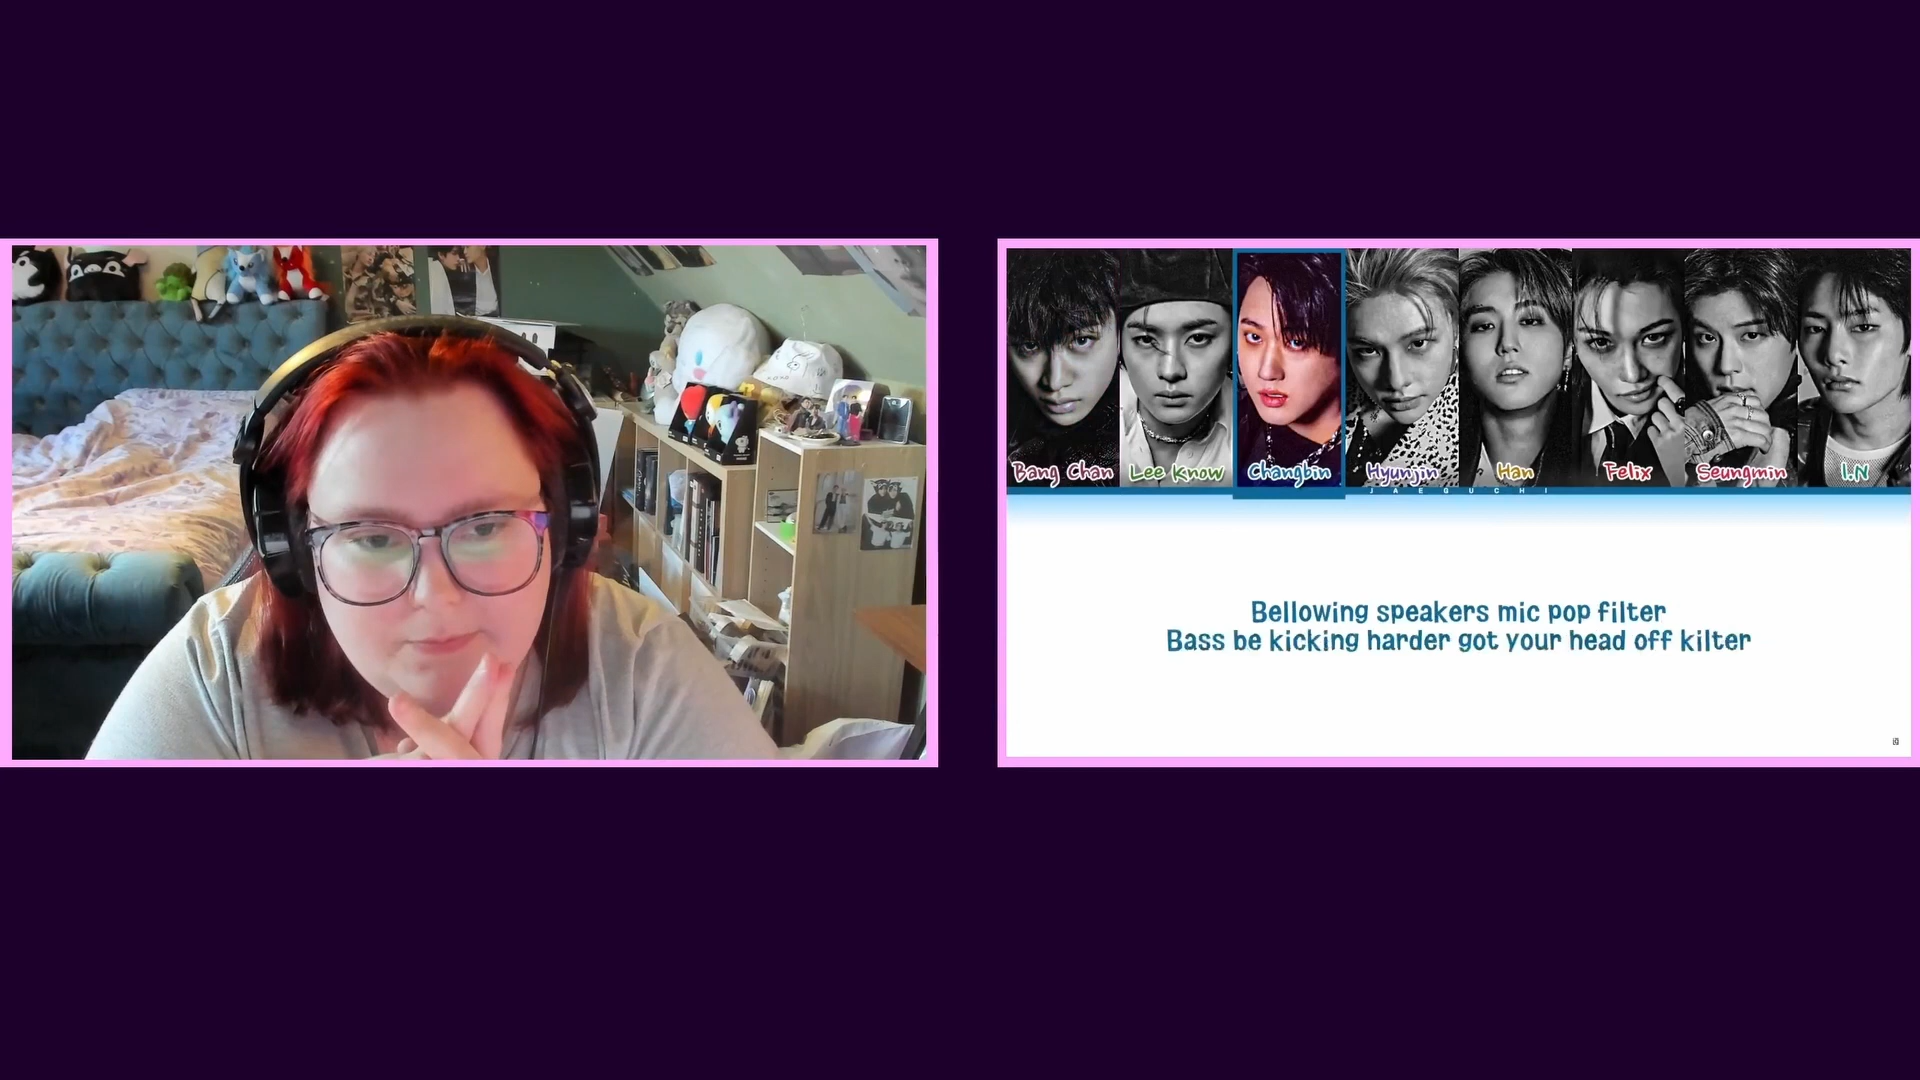 Bang Chan
Lee Know
Changbin
Hyunjin
Han
Felix
Seungmin
I.N
JAEGUCHI
Bellowing speakers mic pop filter
Bass be kicking harder got your head off kilter